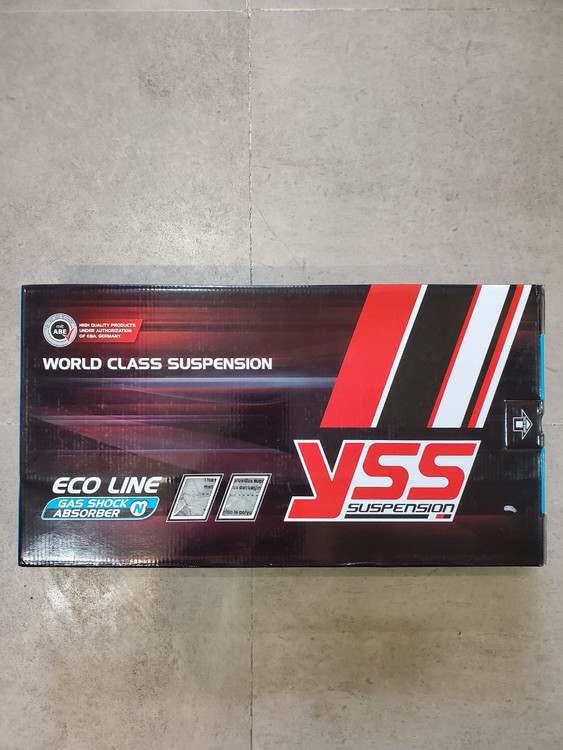 mit
ABE
HIGH QUALITY PRODUCTS
UNDER AUTHORIZATION
OF KBA, GERMANY
WORLD CLASS SUSPENSION
YSS
SUSPENSION
ECO LINE
GAS SHOCK
ABSORBER
N